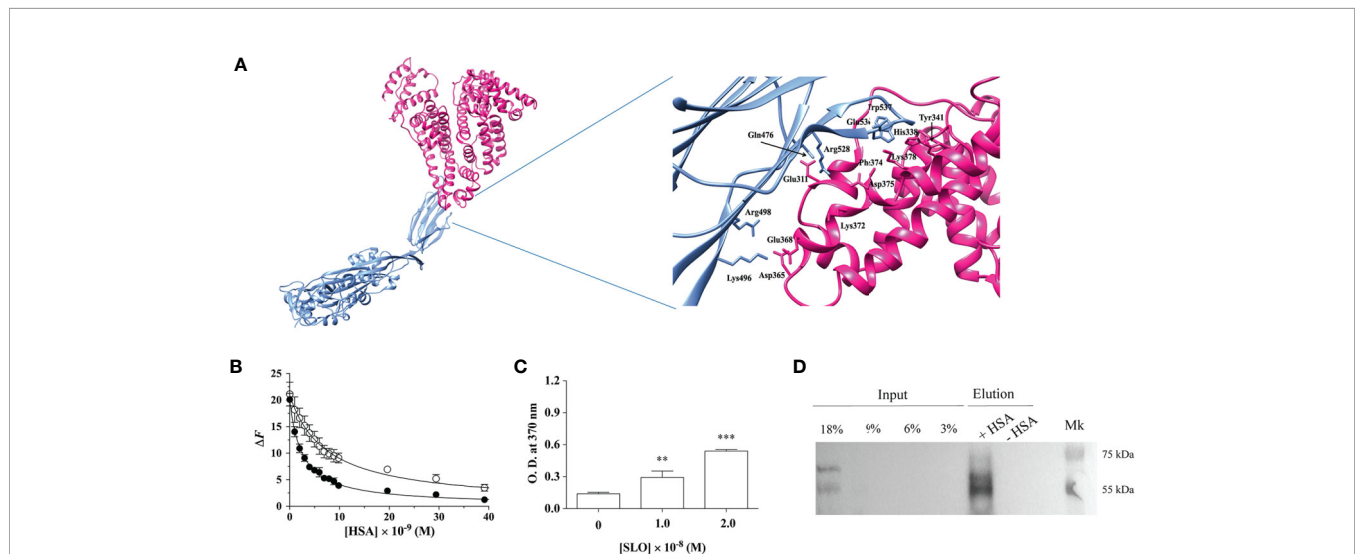 A
Trp537
Tyr341
Gln476
His338
Arg528
Lys378
Glu311
Asp375
Arg498
Lys372
Glu368
Lys496
Asp365
B
ΔF
25
20
15
10
5
0
0 10 20 30 40
[HSA] × 10⁻⁹ (M)
C
O. D. at 370 nm
1.2
0.9
0.6
0.3
0.0
**
***
0 1.0 2.0
[SLO] × 10⁻⁸ (M)
D
Input Elution
18% 9% 6% 3% + HSA - HSA Mk
75 kDa
55 kDa